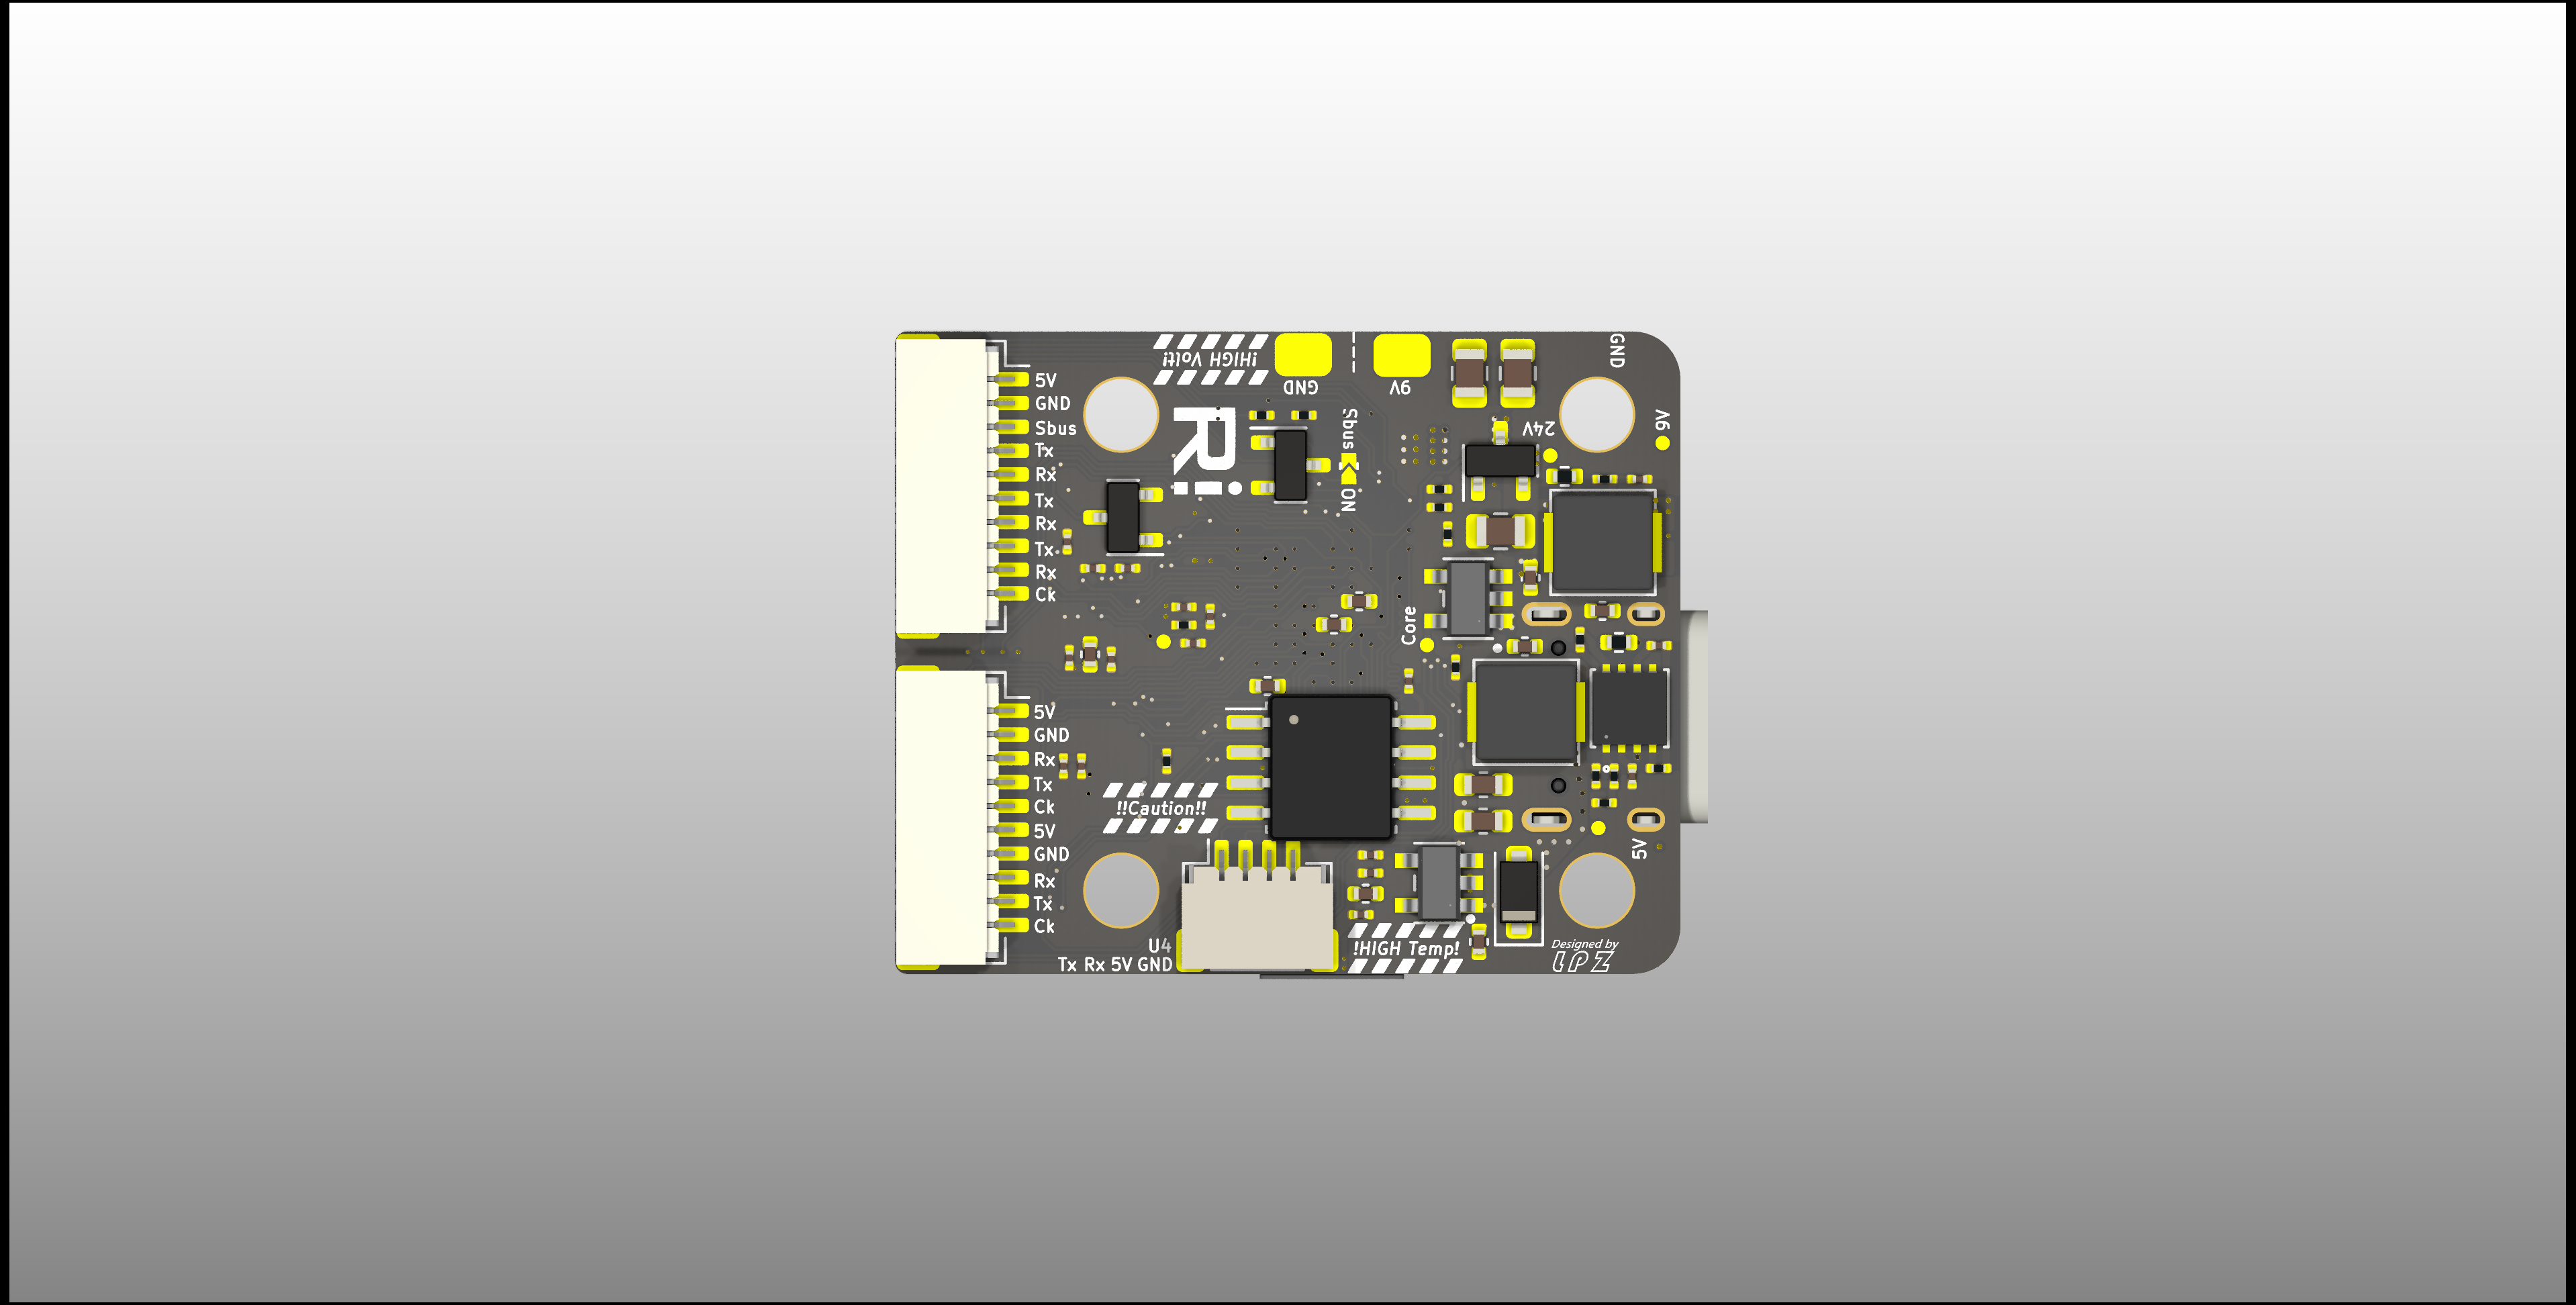 !HIGH Volt!
GND
9V
GND
5V
GND
Sbus
Tx
Rx
Tx
Rx
Tx
Rx
Ck
Ri
Sbus
ON
24V
9V
Core
5V
GND
Rx
Tx
Ck
5V
GND
Rx
Tx
Ck
!!Caution!!
5V
U4
Tx Rx 5V GND
!HIGH Temp!
Designed by
LPZ